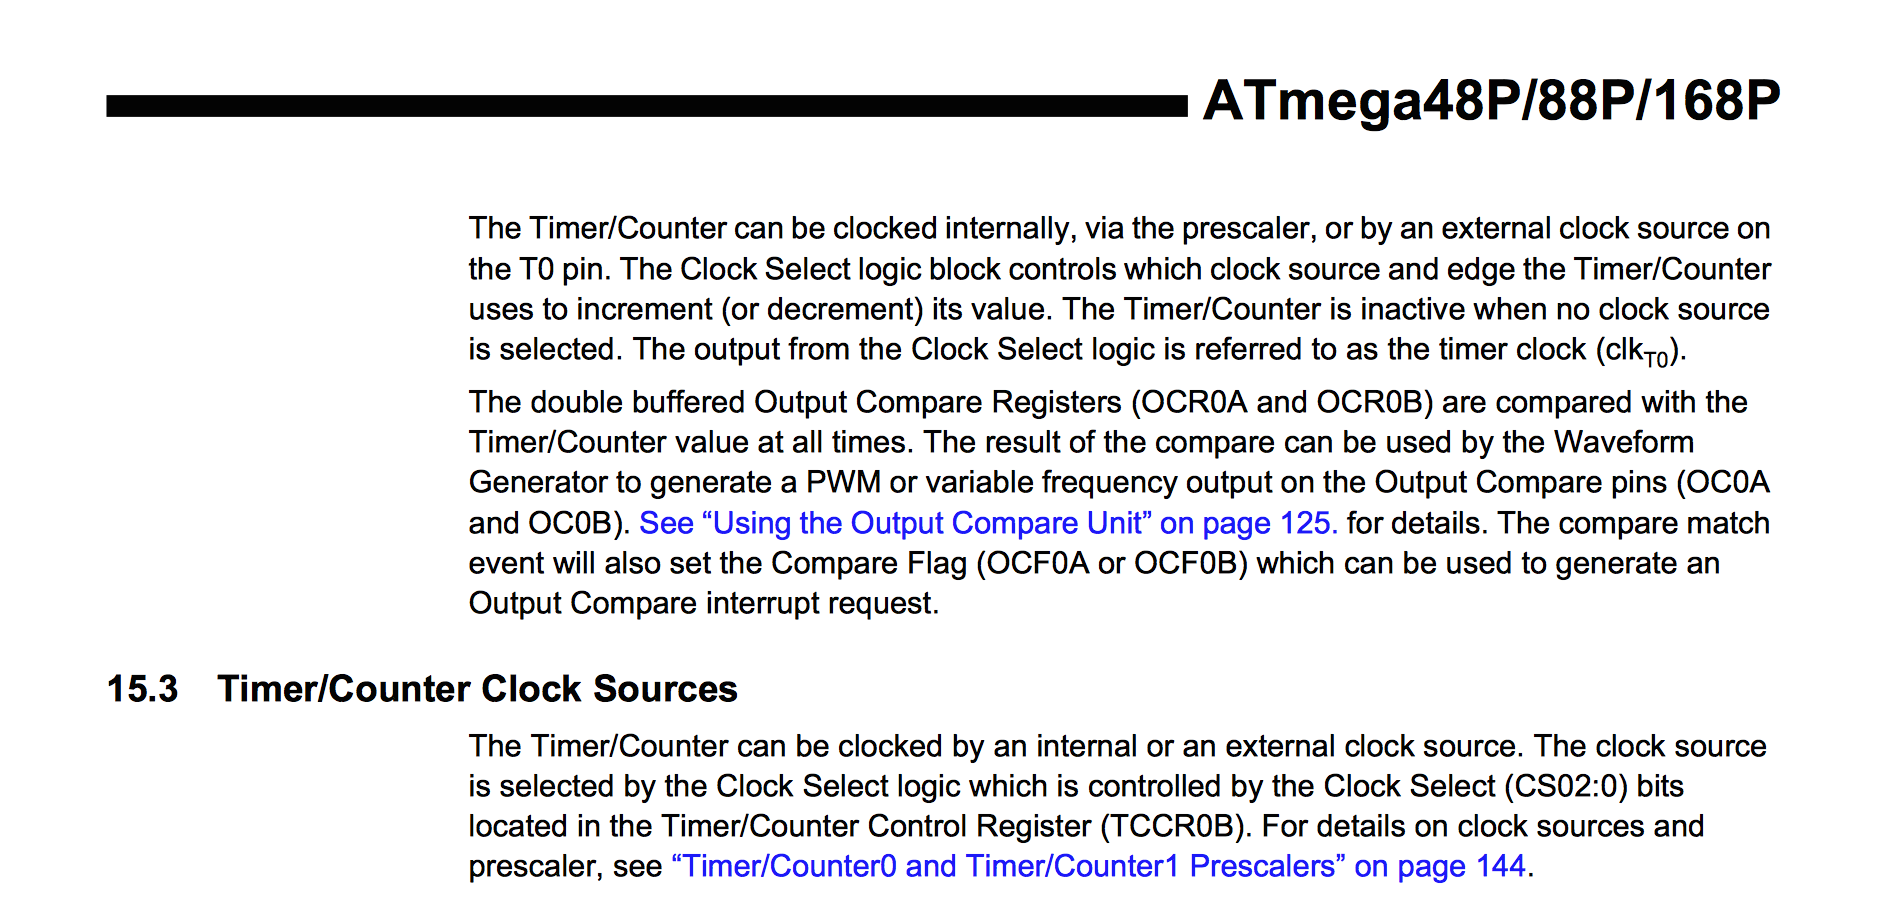 ATmega48P/88P/168P
The Timer/Counter can be clocked internally, via the prescaler, or by an external clock source on
the T0 pin. The Clock Select logic block controls which clock source and edge the Timer/Counter
uses to increment (or decrement) its value. The Timer/Counter is inactive when no clock source
is selected. The output from the Clock Select logic is referred to as the timer clock (clkT0).
The double buffered Output Compare Registers (OCR0A and OCR0B) are compared with the
Timer/Counter value at all times. The result of the compare can be used by the Waveform
Generator to generate a PWM or variable frequency output on the Output Compare pins (OC0A
and OC0B). See “Using the Output Compare Unit” on page 125. for details. The compare match
event will also set the Compare Flag (OCF0A or OCF0B) which can be used to generate an
Output Compare interrupt request.
15.3 Timer/Counter Clock Sources
The Timer/Counter can be clocked by an internal or an external clock source. The clock source
is selected by the Clock Select logic which is controlled by the Clock Select (CS02:0) bits
located in the Timer/Counter Control Register (TCCR0B). For details on clock sources and
prescaler, see “Timer/Counter0 and Timer/Counter1 Prescalers” on page 144.